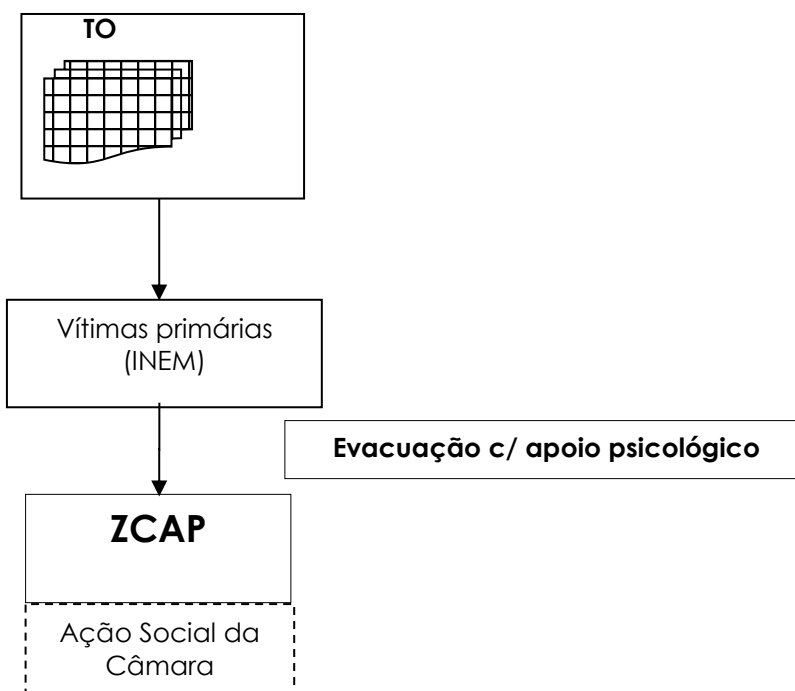 TO
Vítimas primárias
(INEM)
Evacuação c/ apoio psicológico
ZCAP
Ação Social da
Câmara